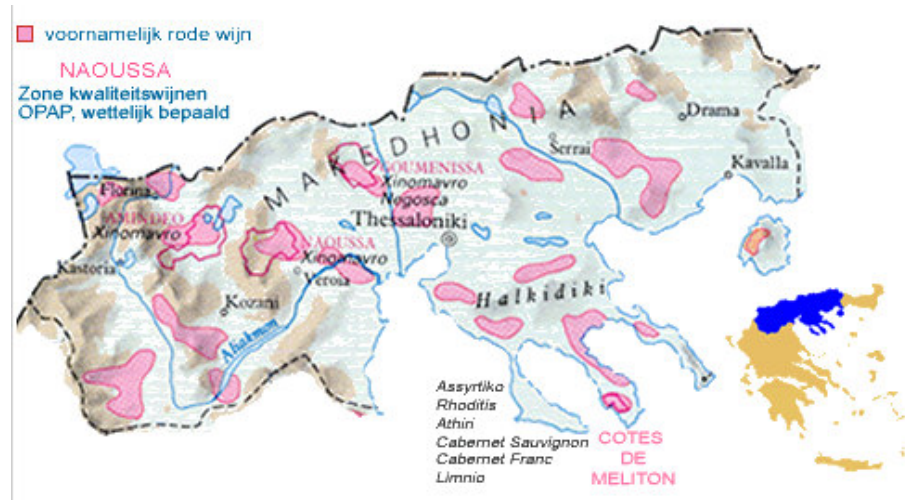 voornamelijk rode wijn
NAOUSSA
Zone kwaliteitswijnen
OPAP, wettelijk bepaald
MAKEDHONIA
Drama
Serrai
Kavalla
GOUMENISSA
Xinomavro
Negosca
Thessaloniki
Florina
AMINDEO
Xinomavro
NAOUSSA
Xinomavro
Kastoria
Veroia
Kozani
Halkidiki
Aliakmon
Assyrtiko
Rhoditis
Athiri
Cabernet Sauvignon
Cabernet Franc
Limnio
COTES
DE
MELITON